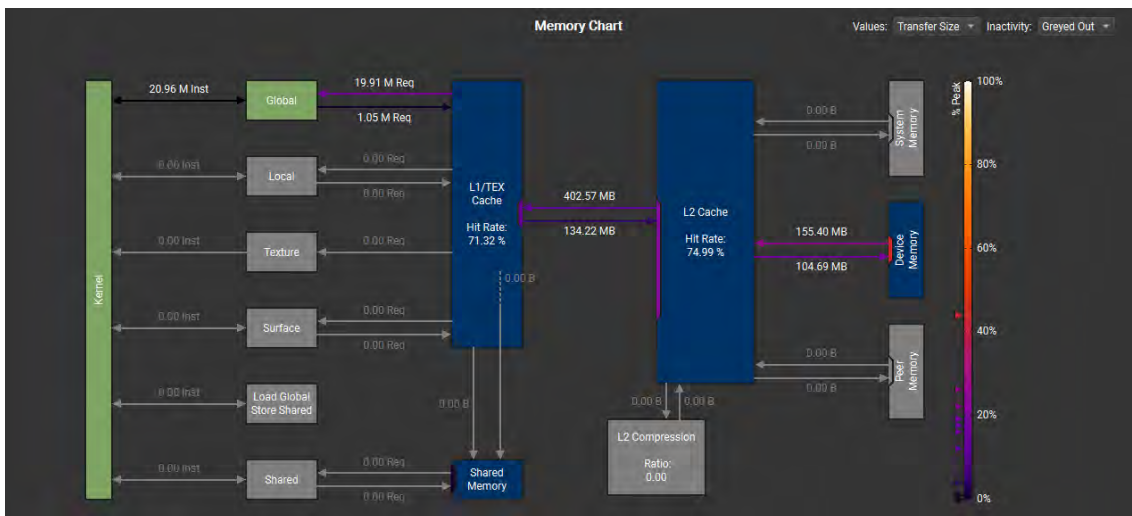 Memory Chart
Values: Transfer Size Inactivity: Greyed Out
Kernel
20.96 M Inst
Global
19.91 M Req
1.05 M Req
0.00 Inst
Local
0.00 Req
0.00 Req
0.00 Inst
Texture
0.00 Req
0.00 Inst
Surface
0.00 Req
0.00 Req
0.00 Inst
Load Global
Store Shared
0.00 Inst
Shared
0.00 Req
0.00 Req
L1/TEX
Cache
Hit Rate:
71.32 %
0.00 B
0.00 B
Shared
Memory
402.57 MB
134.22 MB
L2 Cache
Hit Rate:
74.99 %
0.00 B
0.00 B
L2 Compression
Ratio:
0.00
0.00 B
0.00 B
System
Memory
155.40 MB
104.69 MB
Device
Memory
0.00 B
0.00 B
Peer
Memory
% Peak
100%
80%
60%
40%
20%
0%